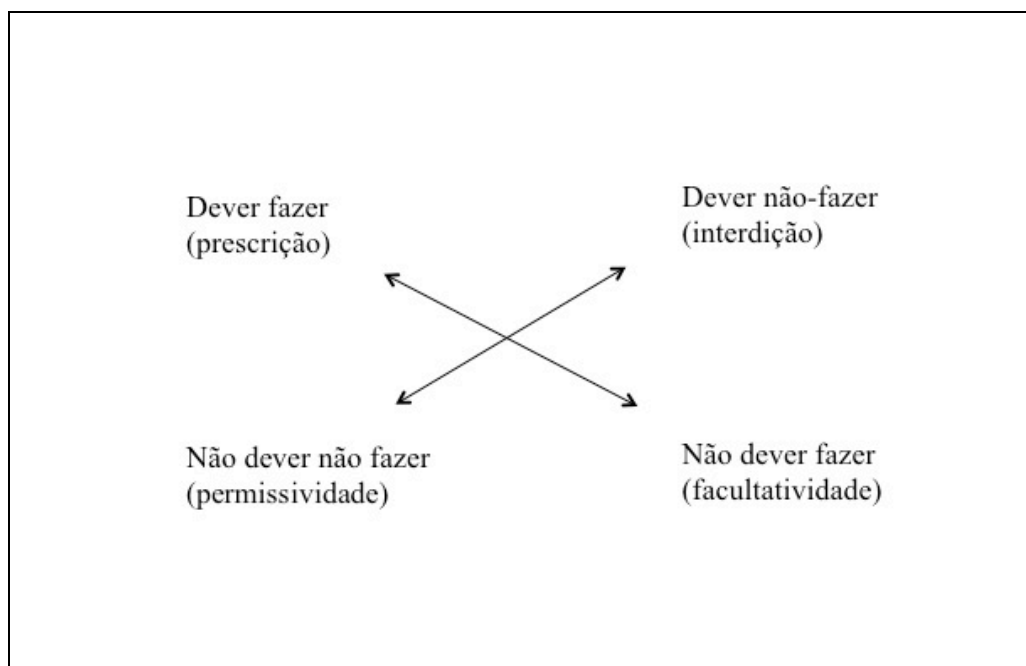 Dever fazer
(prescrição)
Dever não-fazer
(interdição)
Não dever não fazer
(permissividade)
Não dever fazer
(facultatividade)